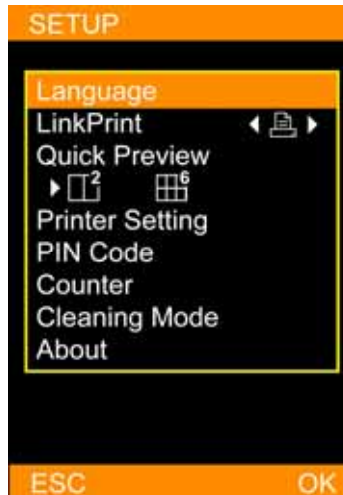 SETUP
Language
LinkPrint
Quick Preview
2 6
Printer Setting
PIN Code
Counter
Cleaning Mode
About
ESC OK